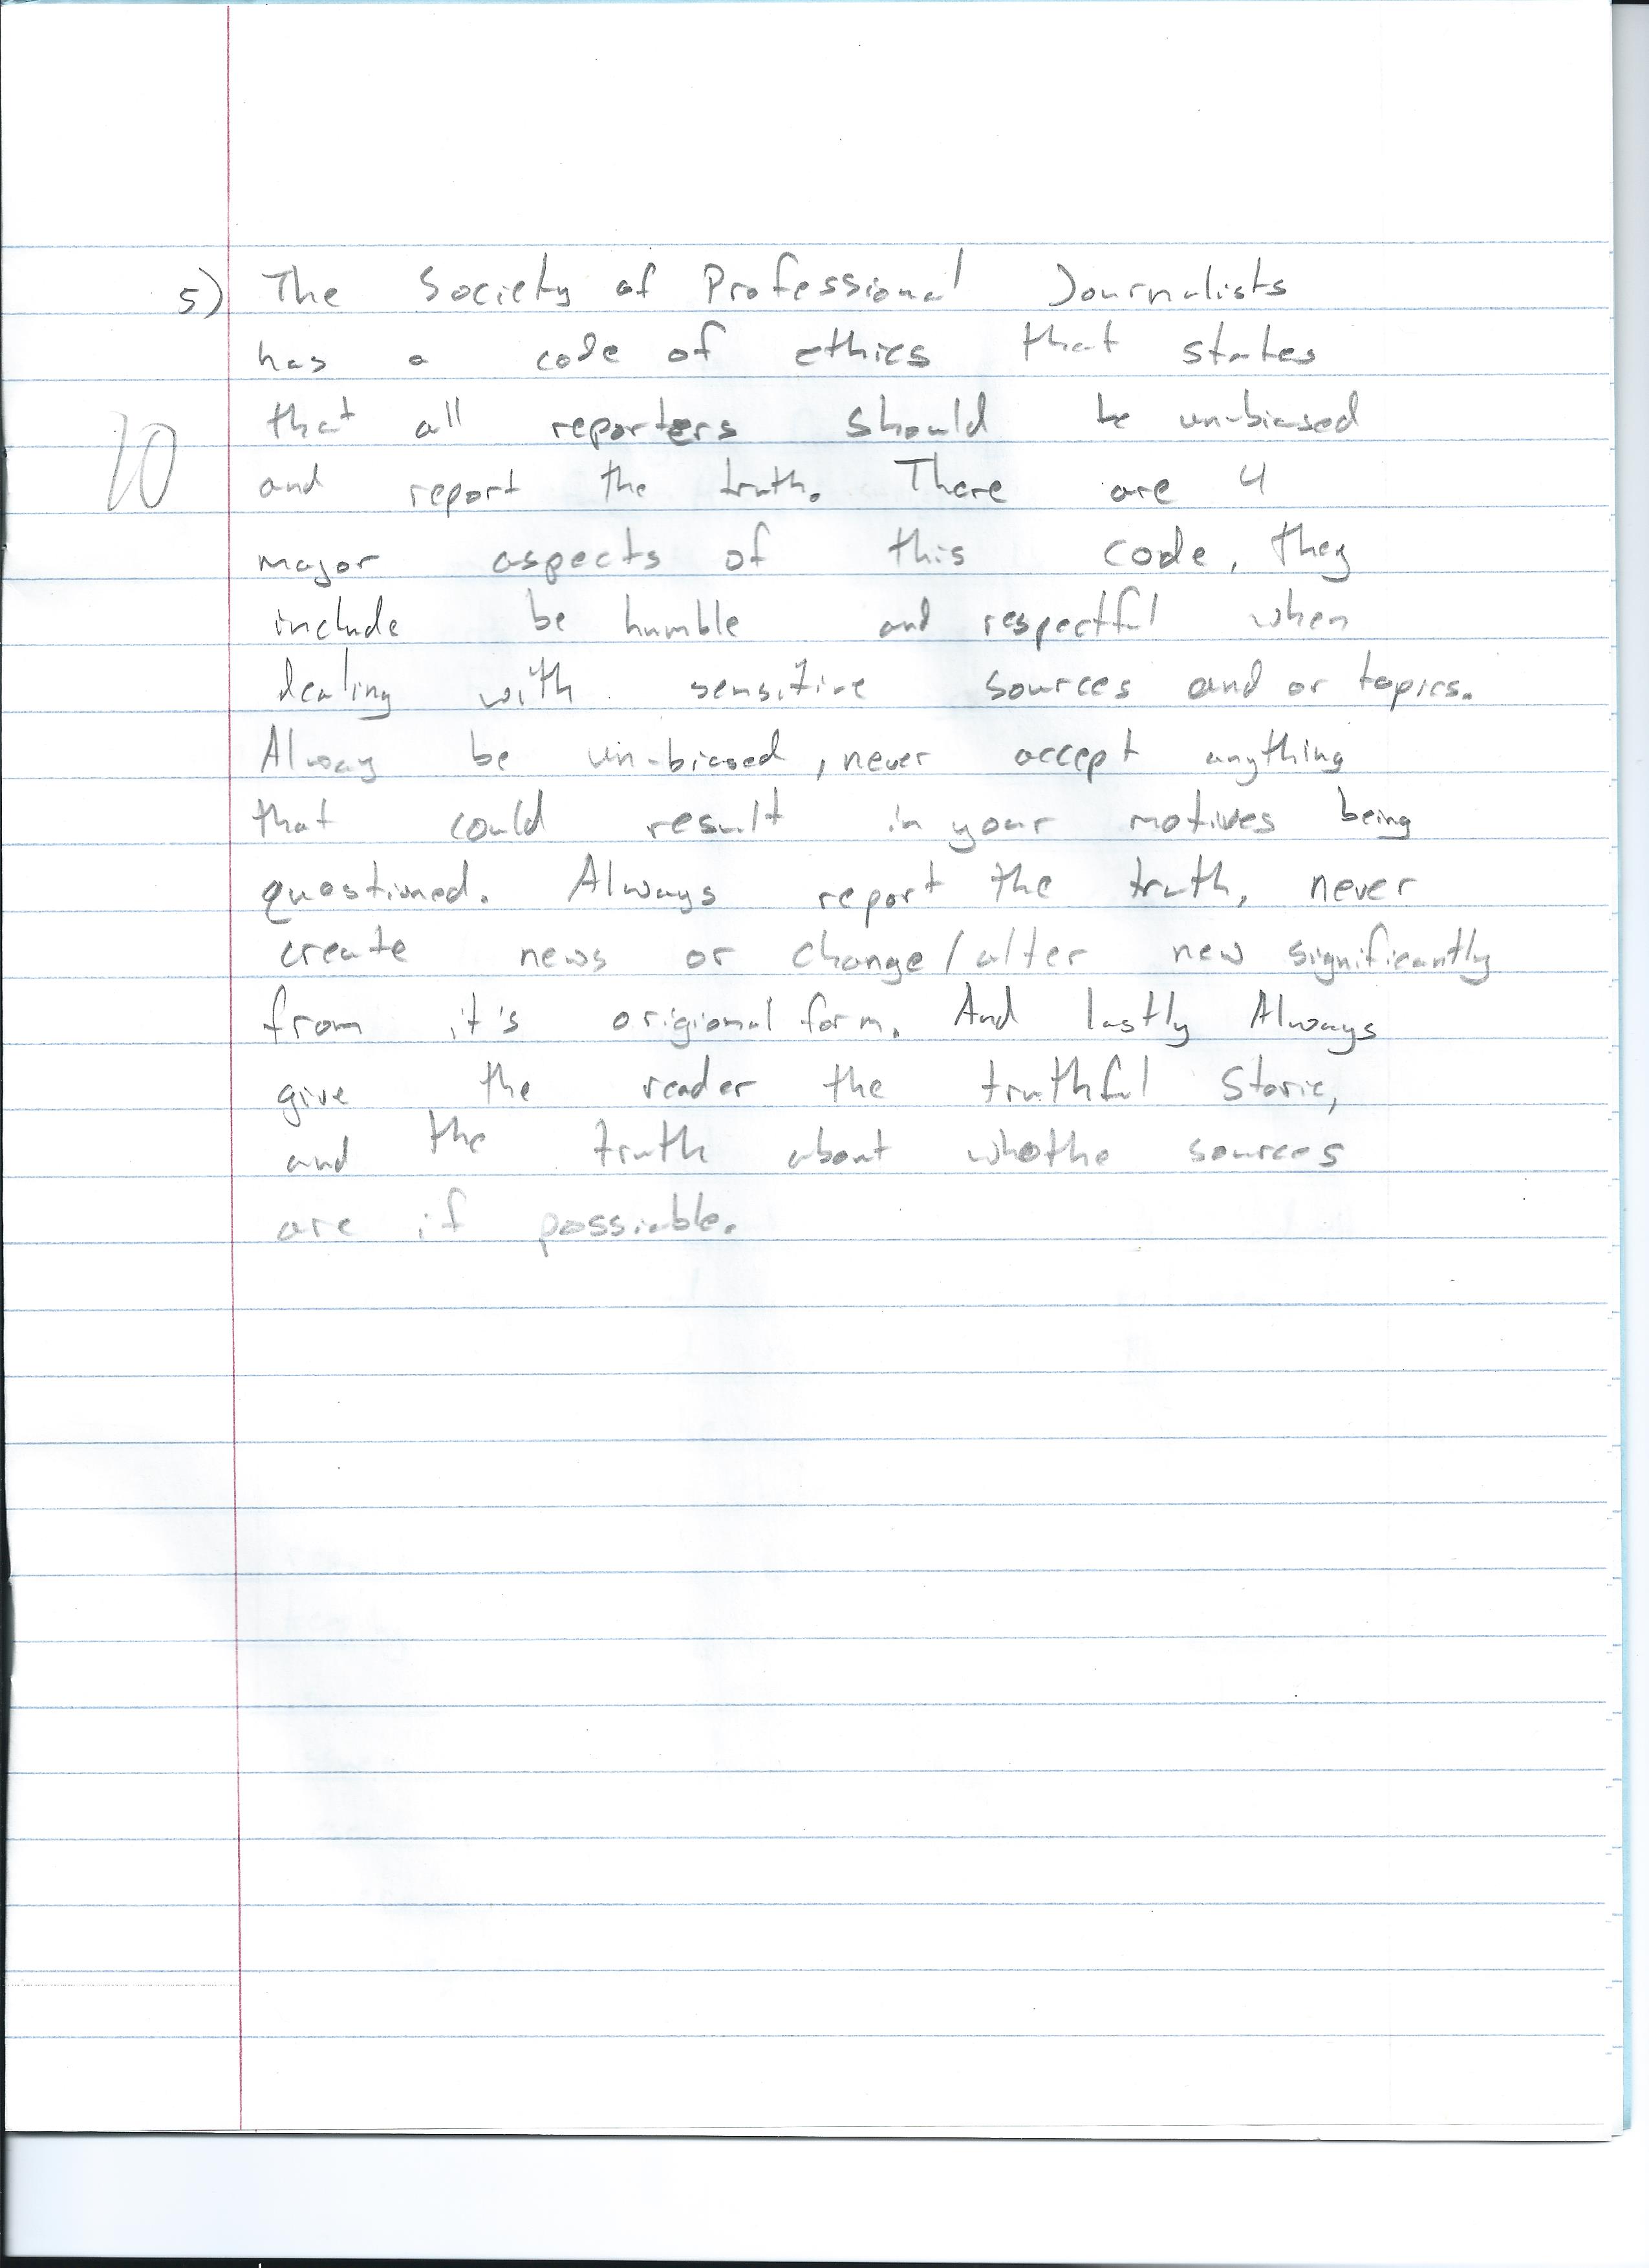 5) The Society of Professional Journalists
has a code of ethics that states
that all reporters should be un-biased
10
and report the truth. There are 4
major aspects of this code, they
include be humble and respectful when
dealing with sensitive sources and or topics.
Alway be un-biased, never accept anything
that could result in your motives being
questioned. Always report the truth, never
create news or change/alter new significantly
from it's origional form. And lastly Always
give the reader the truthful Storie,
and the truth about who the sources
are if possiable.